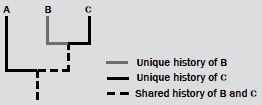 A B C
Unique history of B
Unique history of C
Shared history of B and C